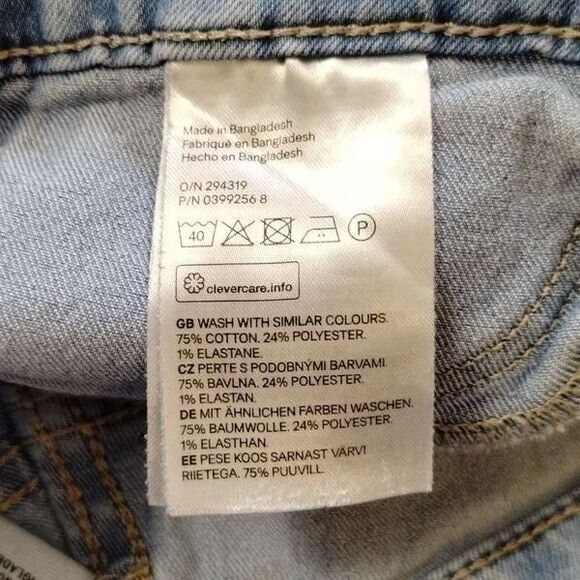 Made in Bangladesh
Fabriqué en Bangladesh
Hecho en Bangladesh
O/N 294319
P/N 0399256 8
40 P
clevercare.info
GB WASH WITH SIMILAR COLOURS.
75% COTTON. 24% POLYESTER.
1% ELASTANE.
CZ PERTE S PODOBNÝMI BARVAMI.
75% BAVLNA. 24% POLYESTER.
1% ELASTAN.
DE MIT ÄHNLICHEN FARBEN WASCHEN.
75% BAUMWOLLE. 24% POLYESTER.
1% ELASTHAN.
EE PESE KOOS SARNAST VÄRVI
RIIETEGA. 75% PUUVILL.